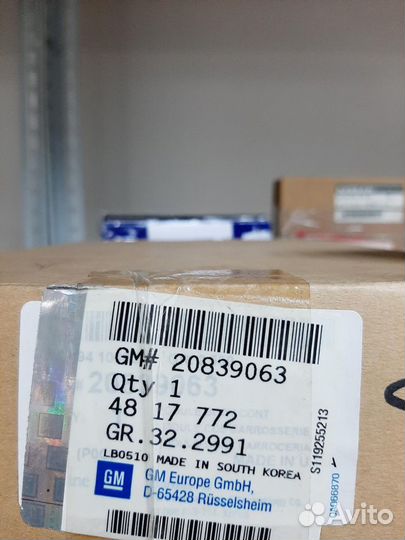 GM# 20839063
Qty 1
48 17 772
GR.32.2991
LB0510 MADE IN SOUTH KOREA
GM
GM Europe GmbH,
D-65428 Rüsselsheim
S119255213
Avito